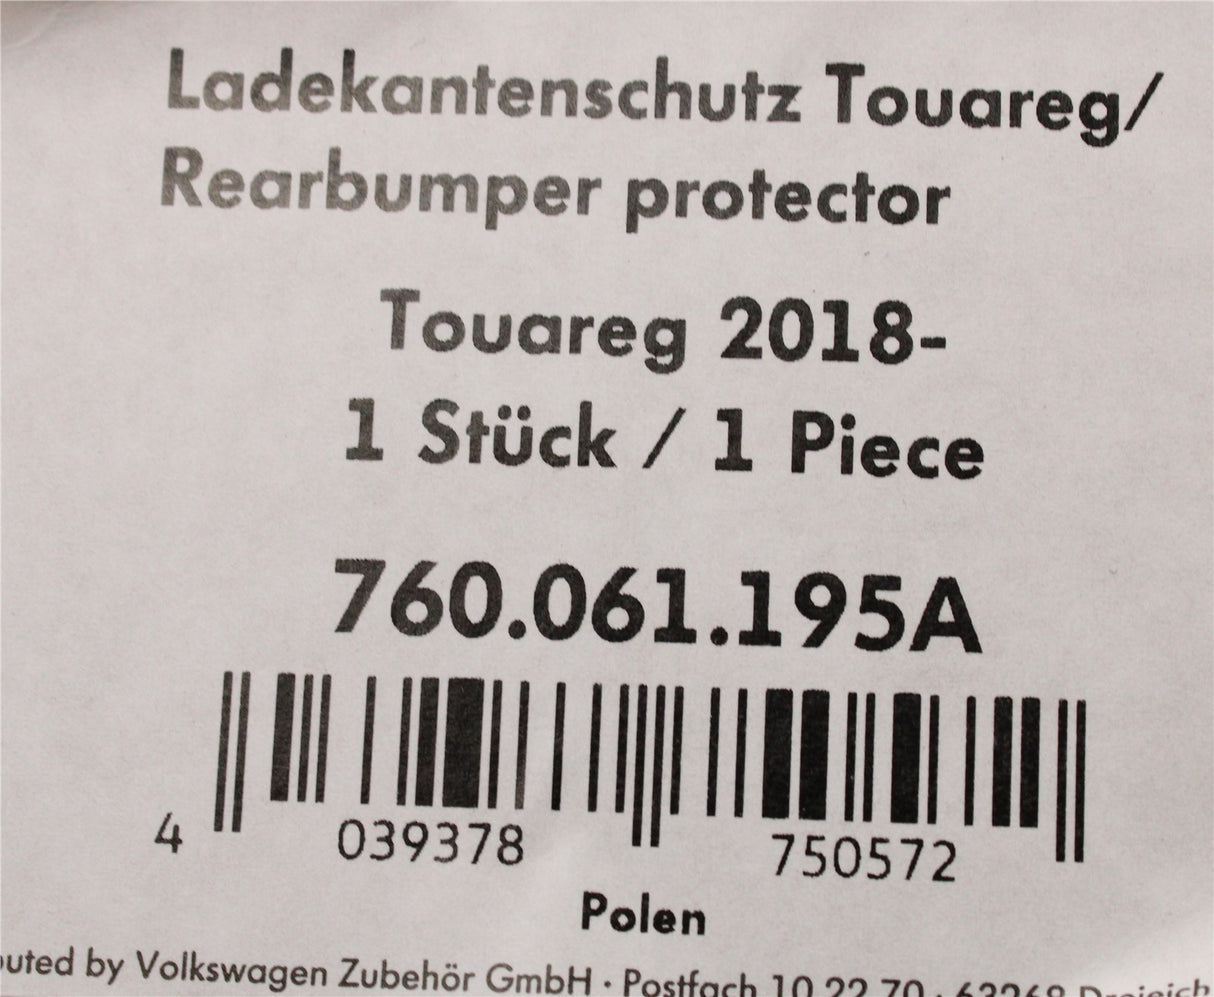 Ladekantenschutz Touareg/
Rearbumper protector
Touareg 2018-
1 Stück / 1 Piece
760.061.195A
4 039378 750572
Polen
by Volkswagen Zubehör GmbH · Postfach 10 22 70 · 63268 Dreieich